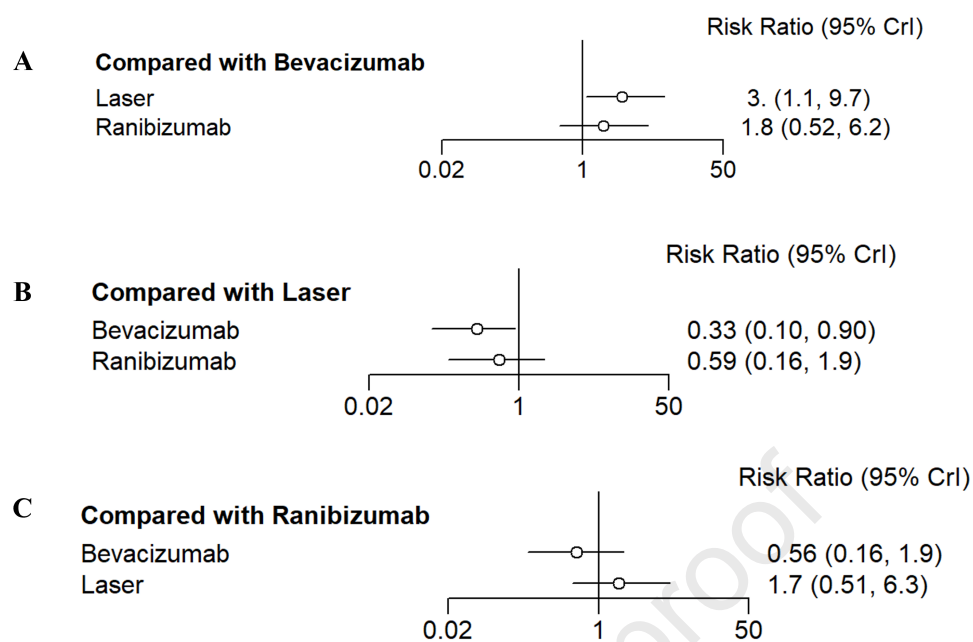 Risk Ratio (95% CrI)
A Compared with Bevacizumab
Laser 3. (1.1, 9.7)
Ranibizumab 1.8 (0.52, 6.2)
0.02 1 50
Risk Ratio (95% CrI)
B Compared with Laser
Bevacizumab 0.33 (0.10, 0.90)
Ranibizumab 0.59 (0.16, 1.9)
0.02 1 50
Risk Ratio (95% CrI)
C Compared with Ranibizumab
Bevacizumab 0.56 (0.16, 1.9)
Laser 1.7 (0.51, 6.3)
0.02 1 50
proof